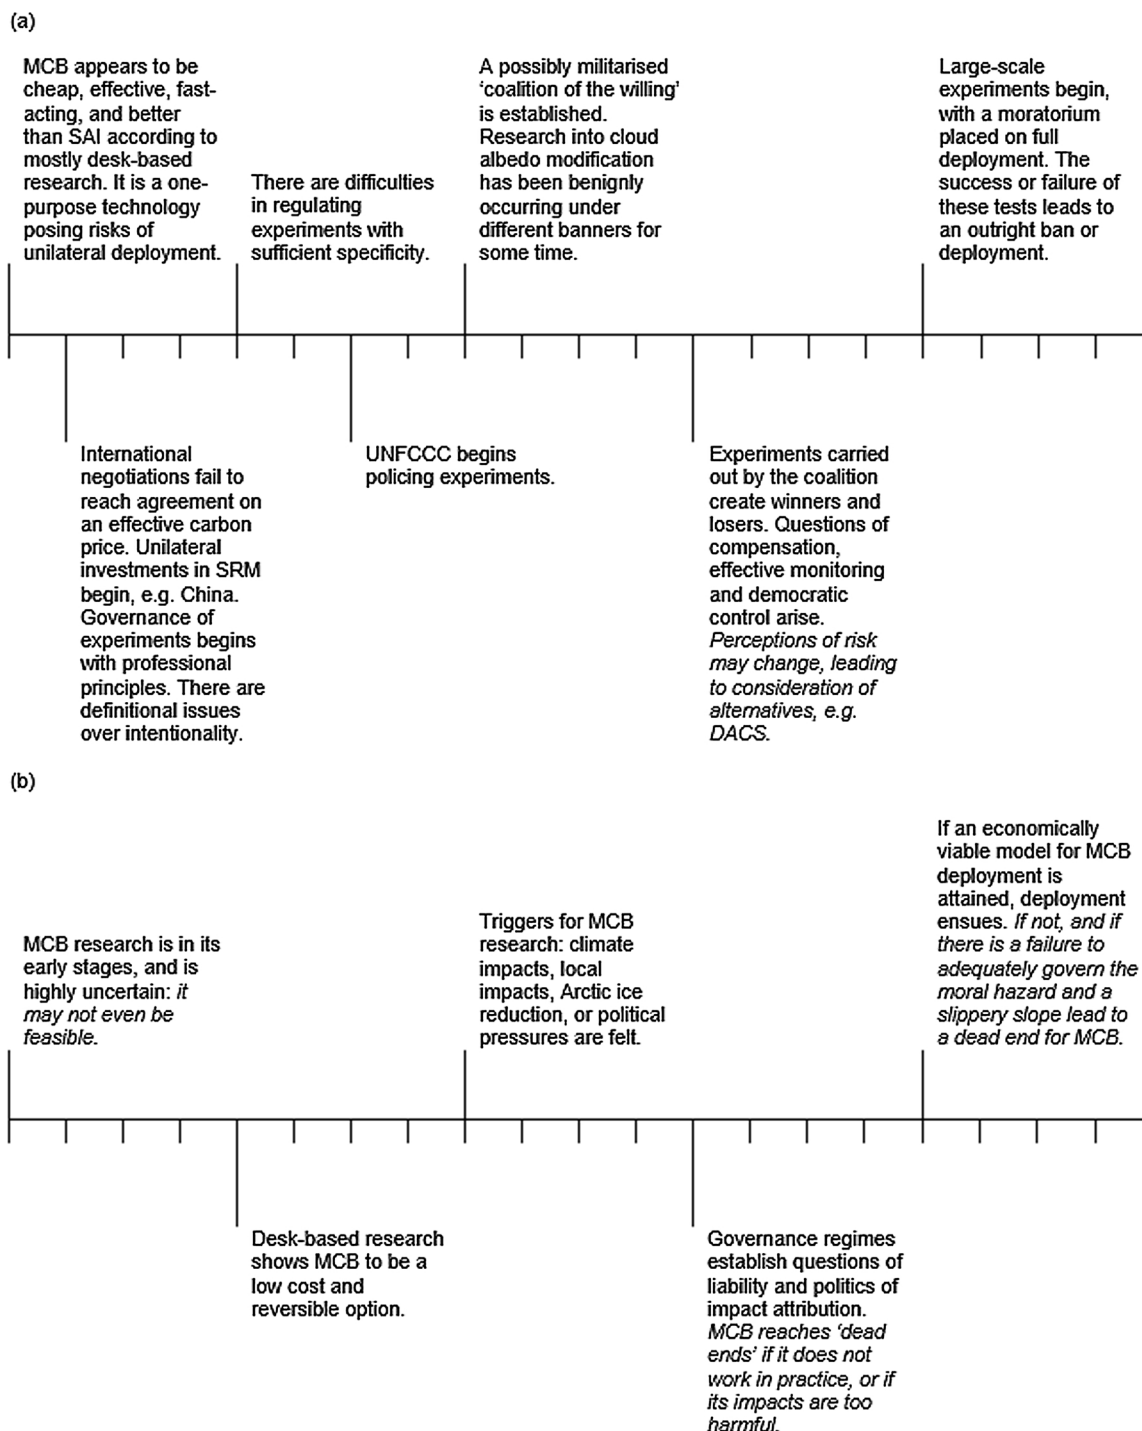 (a)
MCB appears to be
cheap, effective, fast-
acting, and better
than SAI according to
mostly desk-based
research. It is a one-
purpose technology
posing risks of
unilateral deployment.
There are difficulties
in regulating
experiments with
sufficient specificity.
A possibly militarised
‘coalition of the willing’
is established.
Research into cloud
albedo modification
has been benignly
occurring under
different banners for
some time.
Large-scale
experiments begin,
with a moratorium
placed on full
deployment. The
success or failure of
these tests leads to
an outright ban or
deployment.
International
negotiations fail to
reach agreement on
an effective carbon
price. Unilateral
investments in SRM
begin, e.g. China.
Governance of
experiments begins
with professional
principles. There are
definitional issues
over intentionality.
UNFCCC begins
policing experiments.
Experiments carried
out by the coalition
create winners and
losers. Questions of
compensation,
effective monitoring
and democratic
control arise.
Perceptions of risk
may change, leading
to consideration of
alternatives, e.g.
DACS.
(b)
MCB research is in its
early stages, and is
highly uncertain: it
may not even be
feasible.
Triggers for MCB
research: climate
impacts, local
impacts, Arctic ice
reduction, or political
pressures are felt.
If an economically
viable model for MCB
deployment is
attained, deployment
ensues. If not, and if
there is a failure to
adequately govern the
moral hazard and a
slippery slope lead to
a dead end for MCB.
Desk-based research
shows MCB to be a
low cost and
reversible option.
Governance regimes
establish questions of
liability and politics of
impact attribution.
MCB reaches ‘dead
ends’ if it does not
work in practice, or if
its impacts are too
harmful.